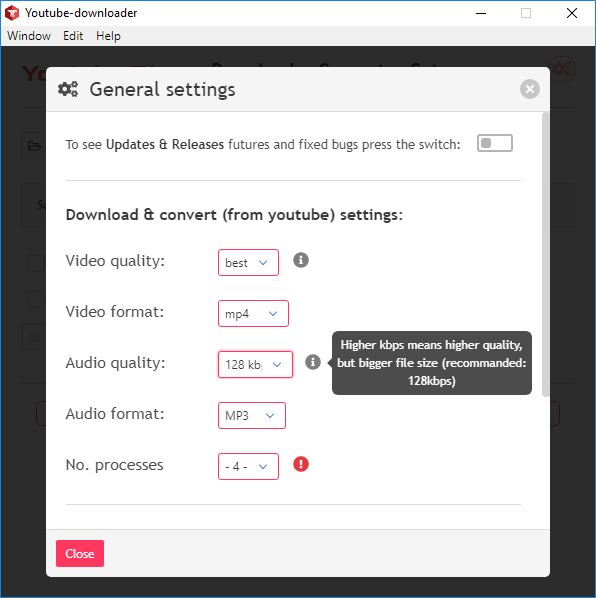 Youtube-downloader
Window Edit Help
General settings
To see Updates & Releases futures and fixed bugs press the switch:
Download & convert (from youtube) settings:
Video quality: best
Video format: mp4
Audio quality: 128 kb
Higher kbps means higher quality,
but bigger file size (recommanded:
128kbps)
Audio format: MP3
No. processes - 4 -
Close